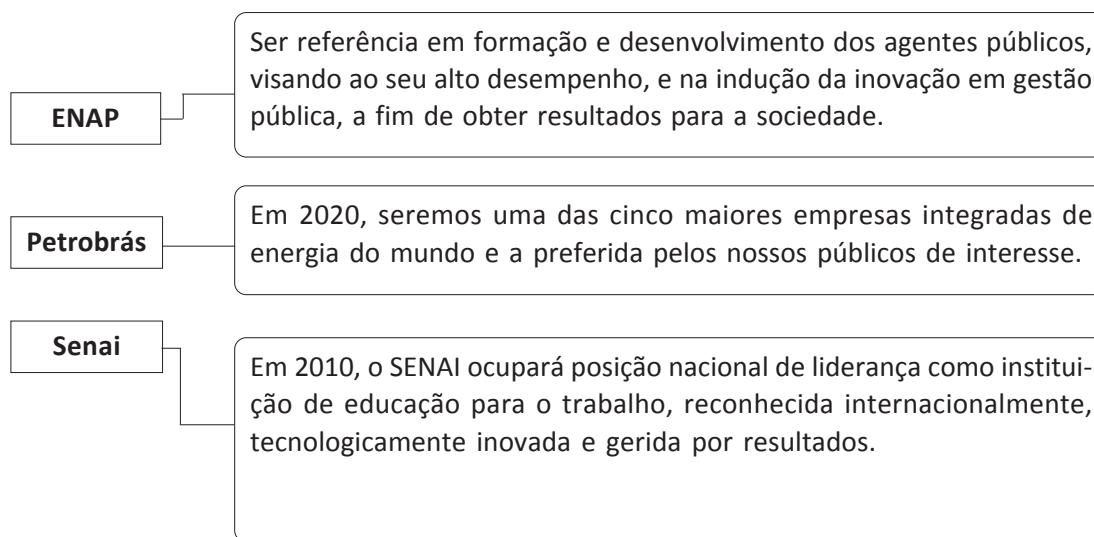 ENAP
Ser referência em formação e desenvolvimento dos agentes públicos,
visando ao seu alto desempenho, e na indução da inovação em gestão
pública, a fim de obter resultados para a sociedade.
Petrobrás
Em 2020, seremos uma das cinco maiores empresas integradas de
energia do mundo e a preferida pelos nossos públicos de interesse.
Senai
Em 2010, o SENAI ocupará posição nacional de liderança como institui-
ção de educação para o trabalho, reconhecida internacionalmente,
tecnologicamente inovada e gerida por resultados.